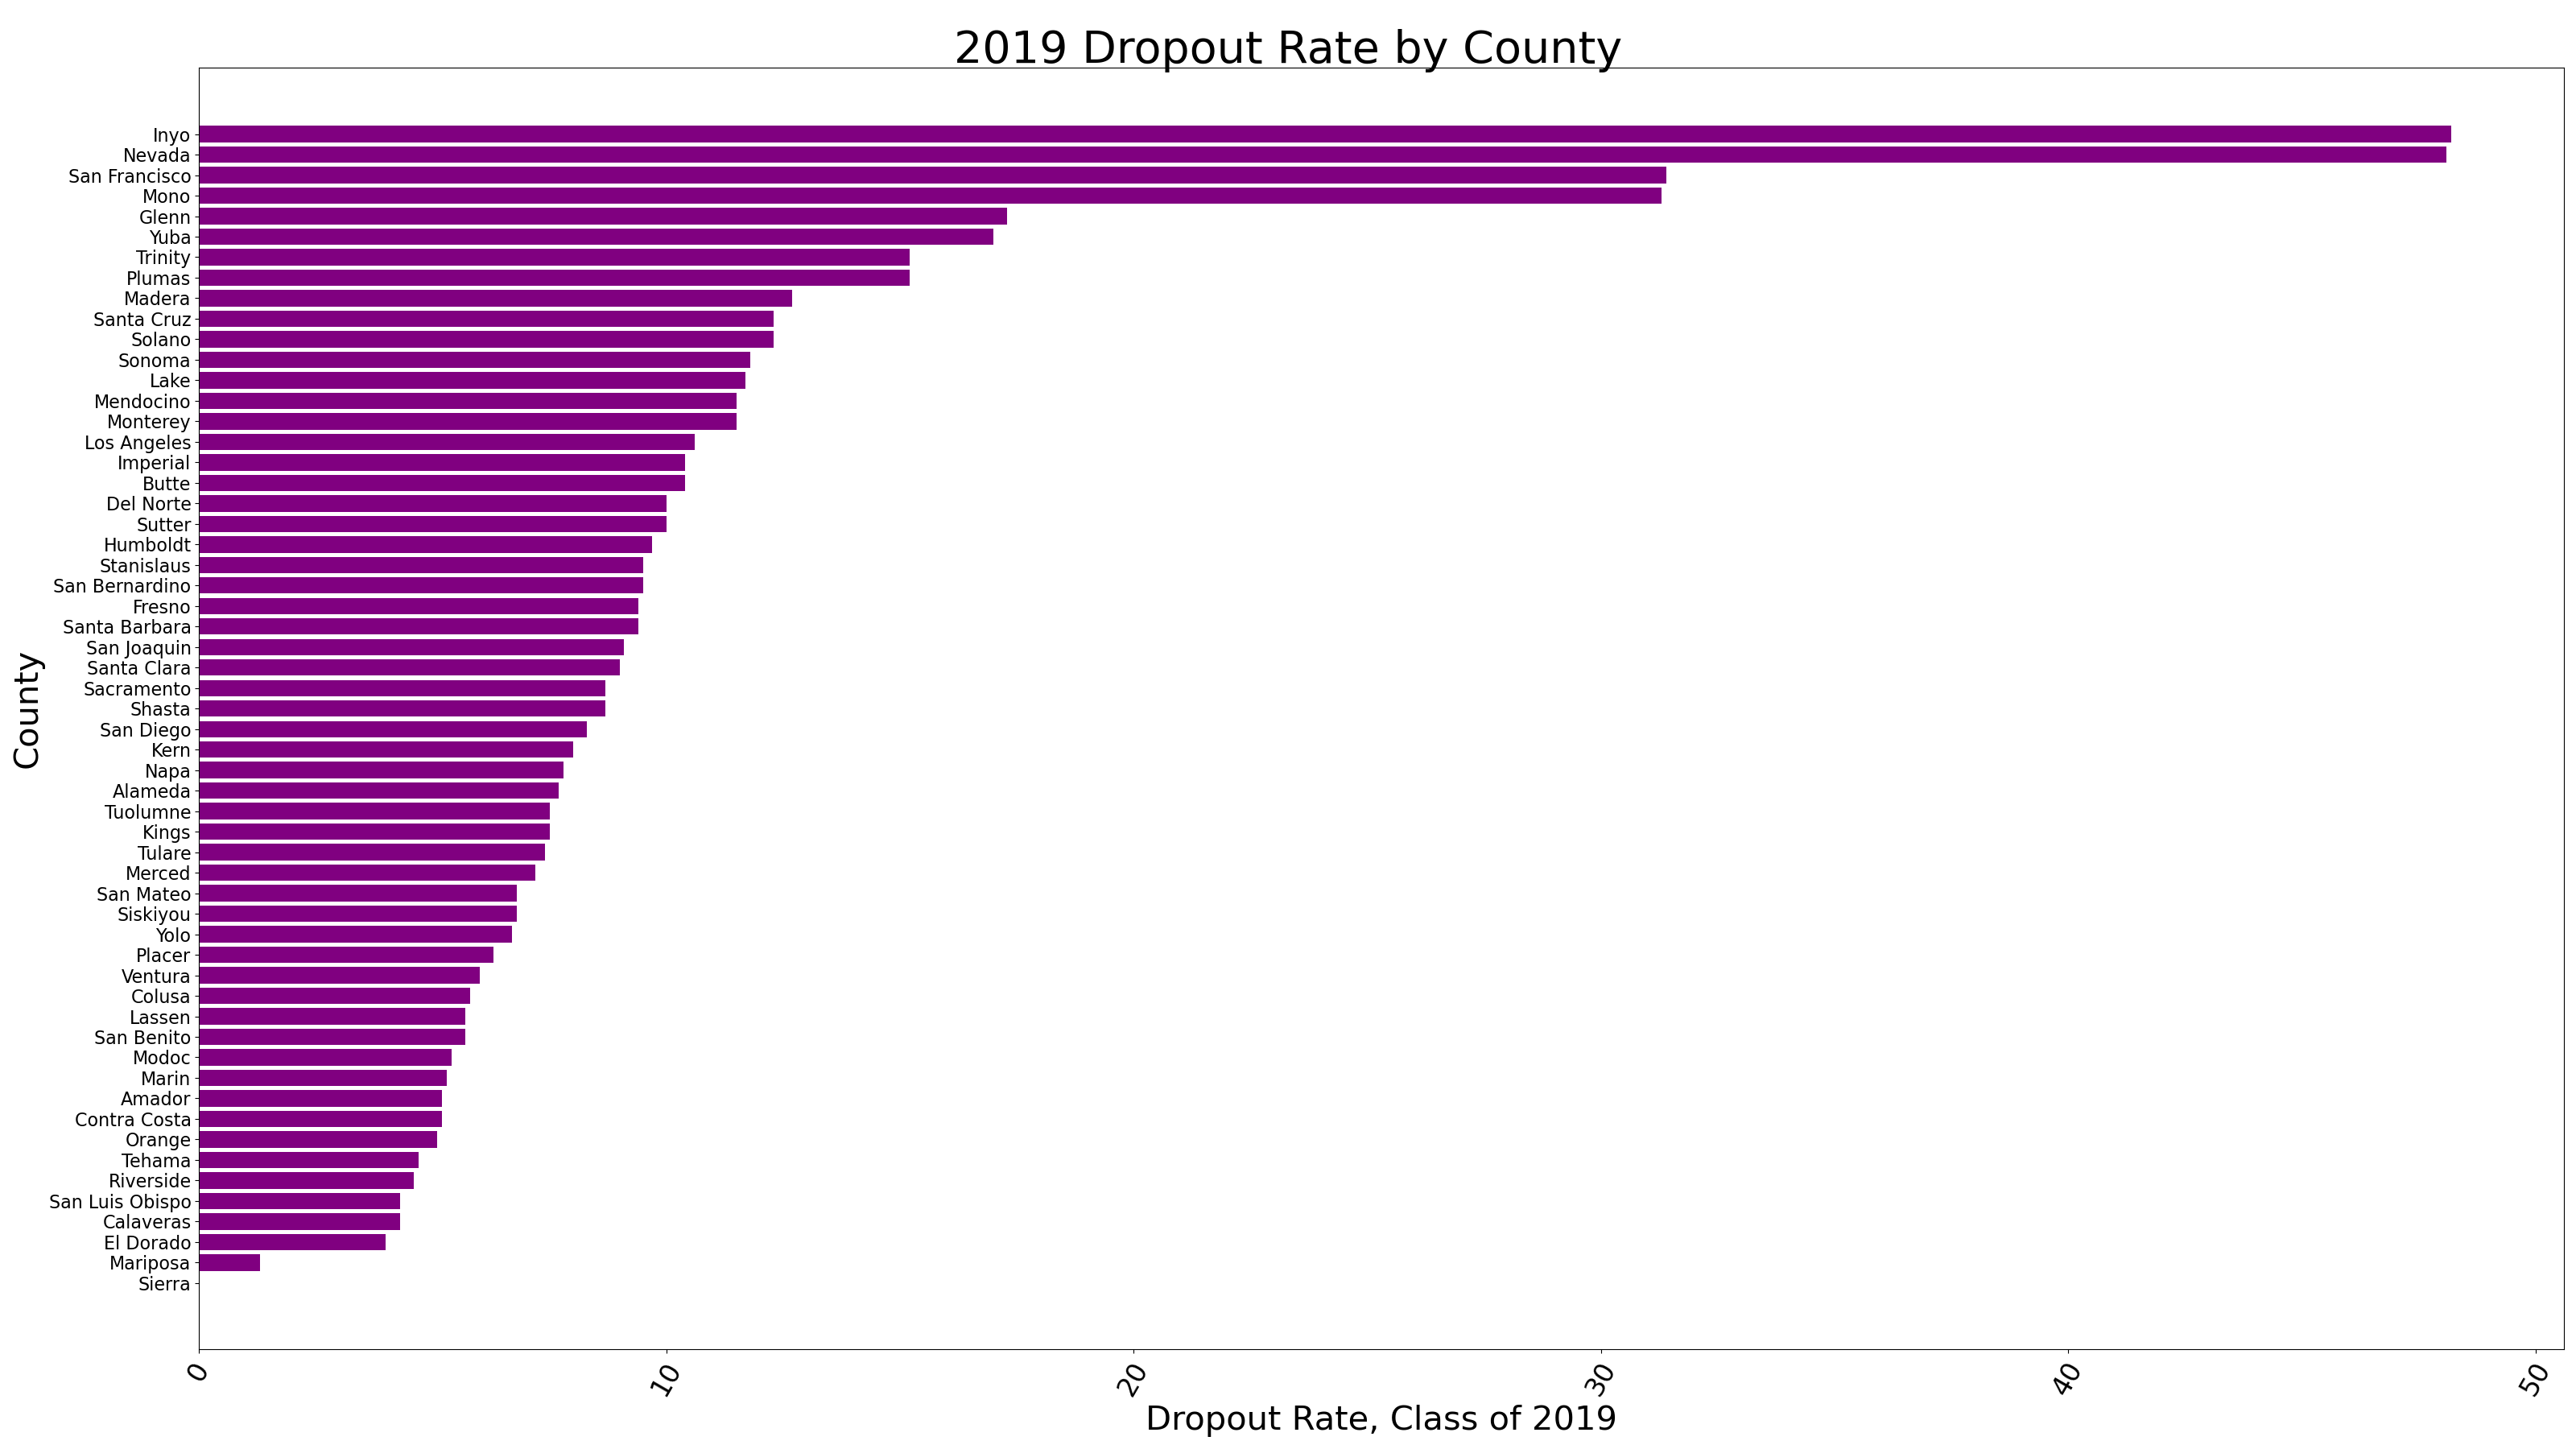 2019 Dropout Rate by County
Inyo
Nevada
San Francisco
Mono
Glenn
Yuba
Trinity
Plumas
Madera
Santa Cruz
Solano
Sonoma
Lake
Mendocino
Monterey
Los Angeles
Imperial
Butte
Del Norte
Sutter
Humboldt
Stanislaus
San Bernardino
Fresno
Santa Barbara
San Joaquin
Santa Clara
Sacramento
Shasta
San Diego
Kern
Napa
Alameda
Tuolumne
Kings
Tulare
Merced
San Mateo
Siskiyou
Yolo
Placer
Ventura
Colusa
Lassen
San Benito
Modoc
Marin
Amador
Contra Costa
Orange
Tehama
Riverside
San Luis Obispo
Calaveras
El Dorado
Mariposa
Sierra
County
0
10
20
30
40
50
Dropout Rate, Class of 2019